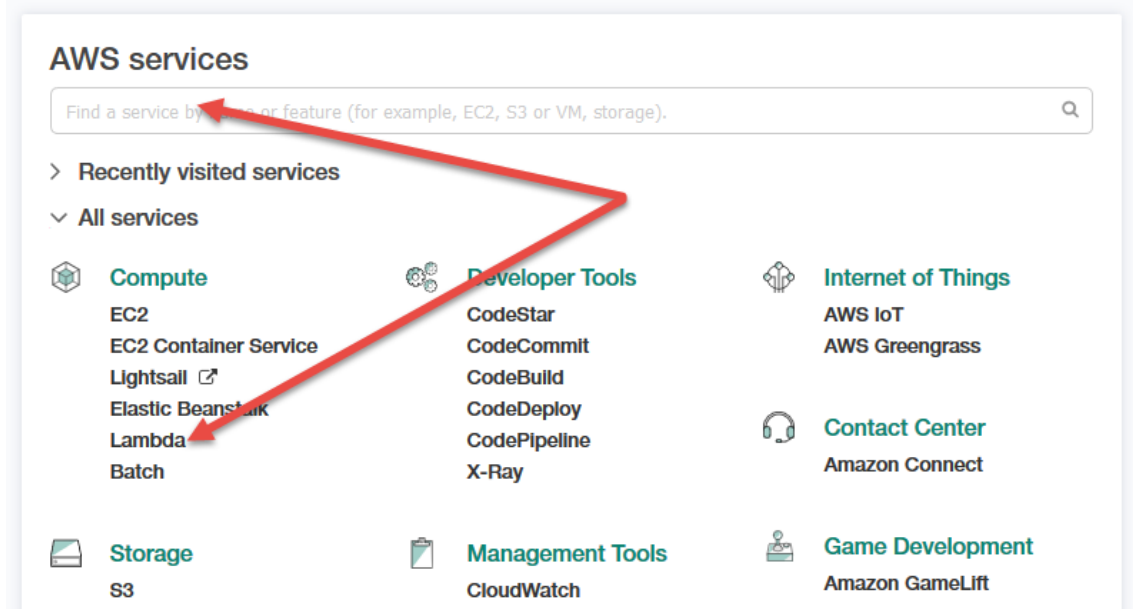 AWS services
Find a service by name or feature (for example, EC2, S3 or VM, storage).
Recently visited services
All services
Compute
EC2
EC2 Container Service
Lightsail
Elastic Beanstalk
Lambda
Batch
Developer Tools
CodeStar
CodeCommit
CodeBuild
CodeDeploy
CodePipeline
X-Ray
Internet of Things
AWS IoT
AWS Greengrass
Contact Center
Amazon Connect
Storage
S3
Management Tools
CloudWatch
Game Development
Amazon GameLift